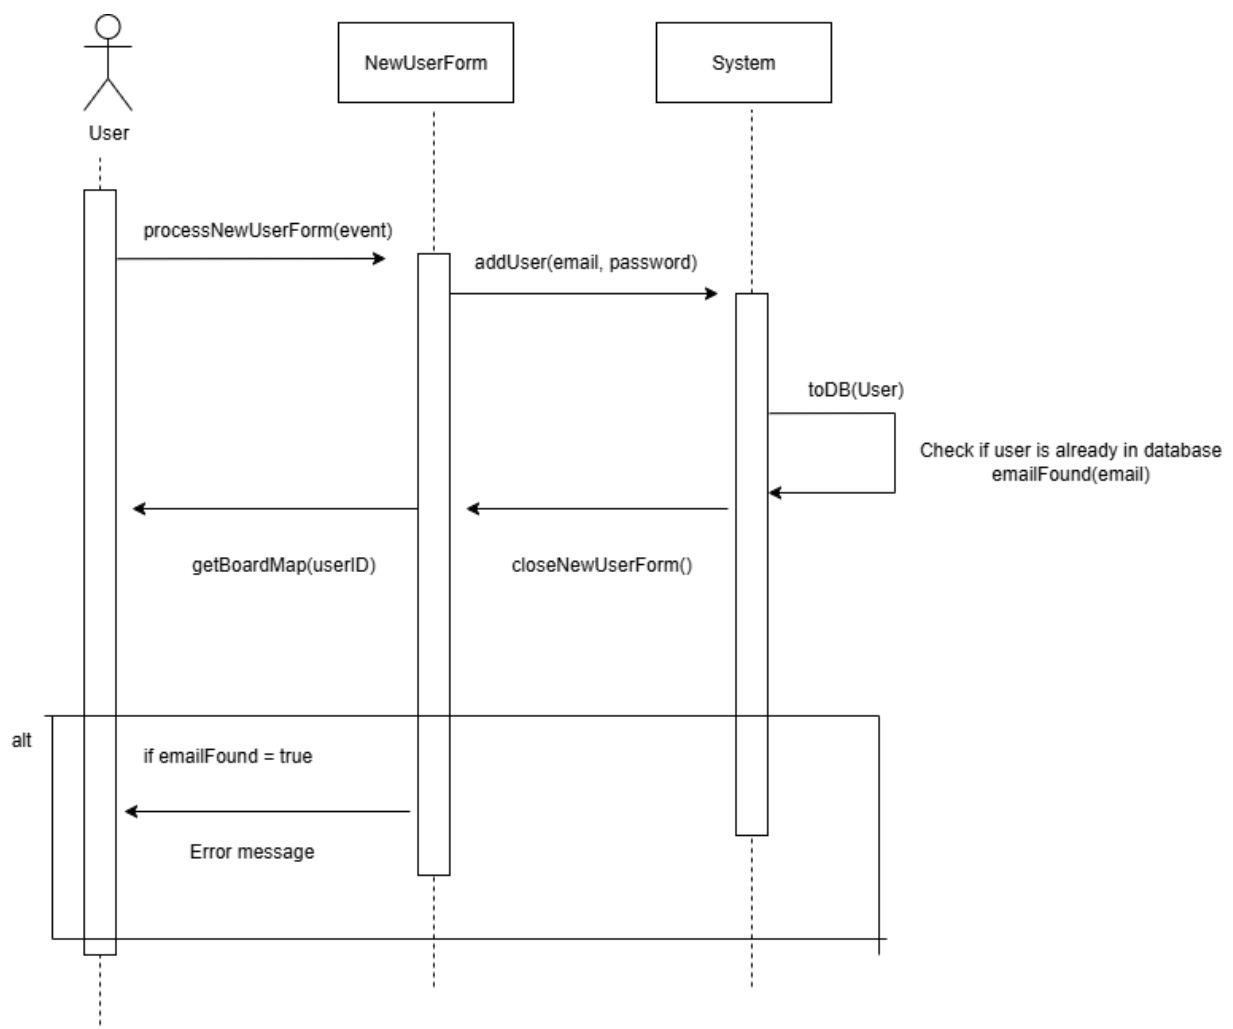 User
NewUserForm
System
processNewUserForm(event)
addUser(email, password)
toDB(User)
Check if user is already in database
emailFound(email)
getBoardMap(userID)
closeNewUserForm()
alt
if emailFound = true
Error message